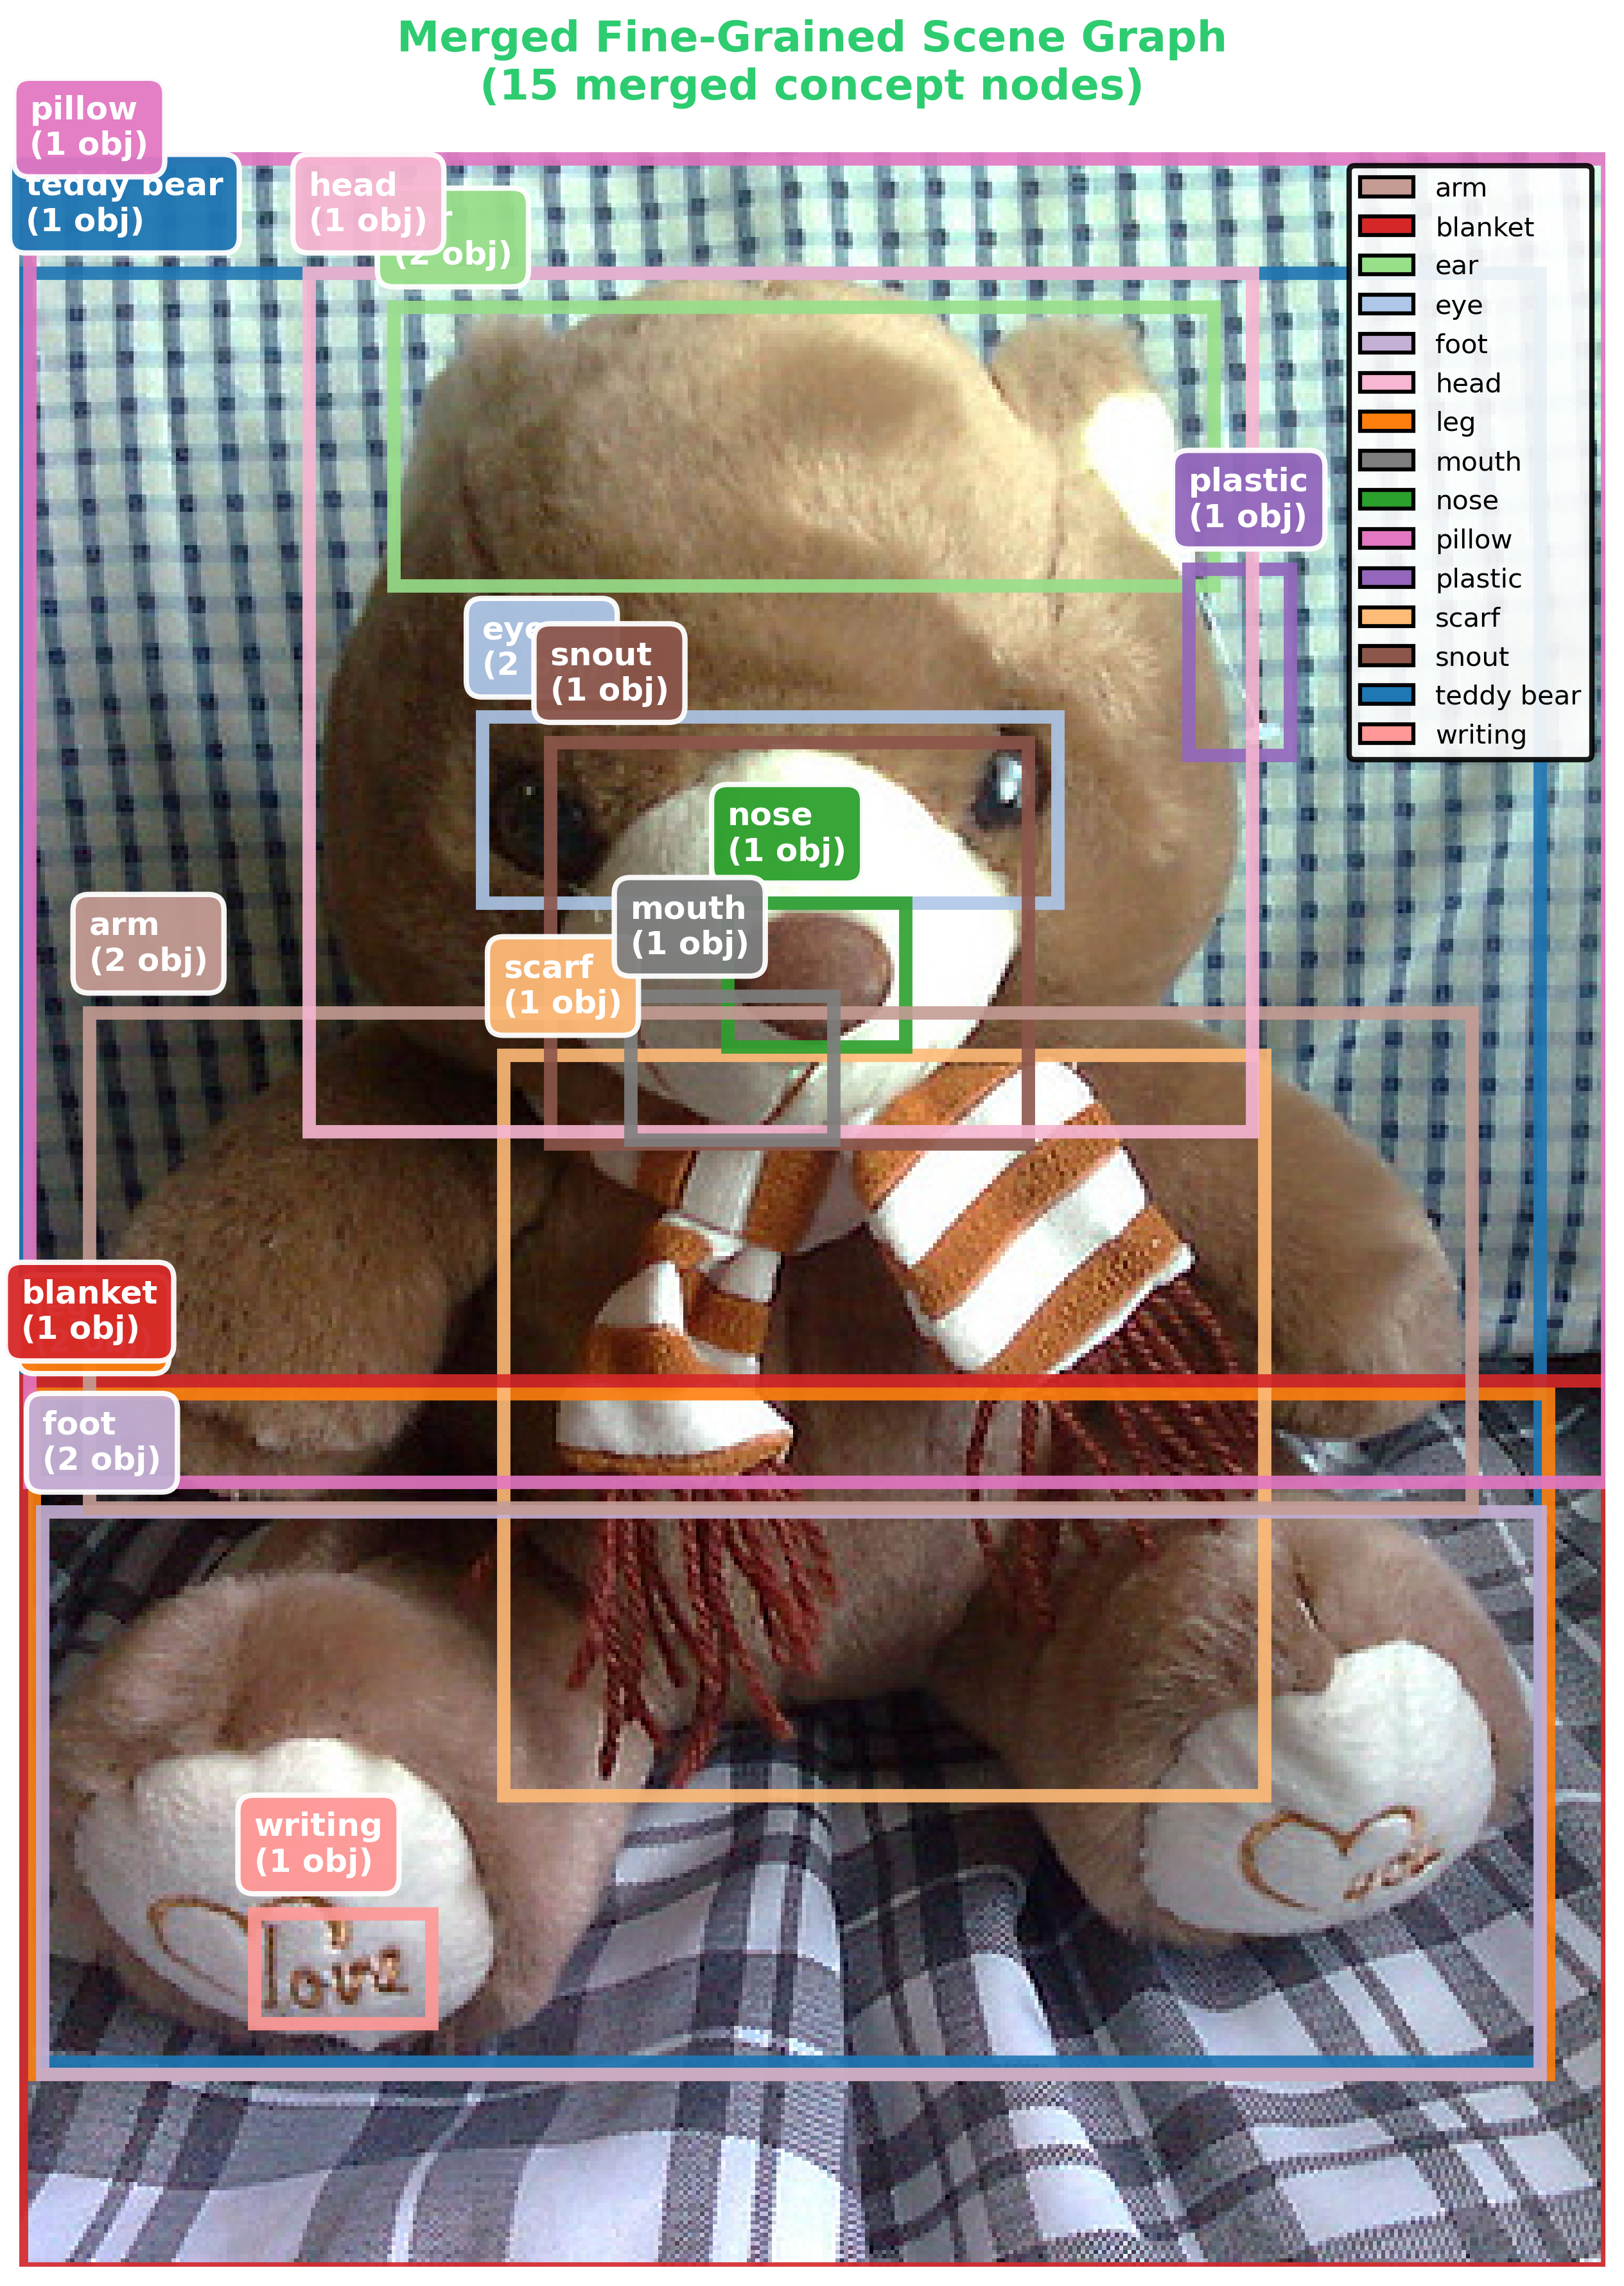 Merged Fine-Grained Scene Graph
(15 merged concept nodes)
pillow
(1 obj)
teddy bear
(1 obj)
head
(1 obj)
(2 obj)
arm
blanket
ear
eye
foot
head
leg
mouth
nose
pillow
plastic
scarf
snout
teddy bear
writing
plastic
(1 obj)
eye
(2
snout
(1 obj)
nose
(1 obj)
mouth
(1 obj)
arm
(2 obj)
scarf
(1 obj)
blanket
(1 obj)
foot
(2 obj)
writing
(1 obj)
love